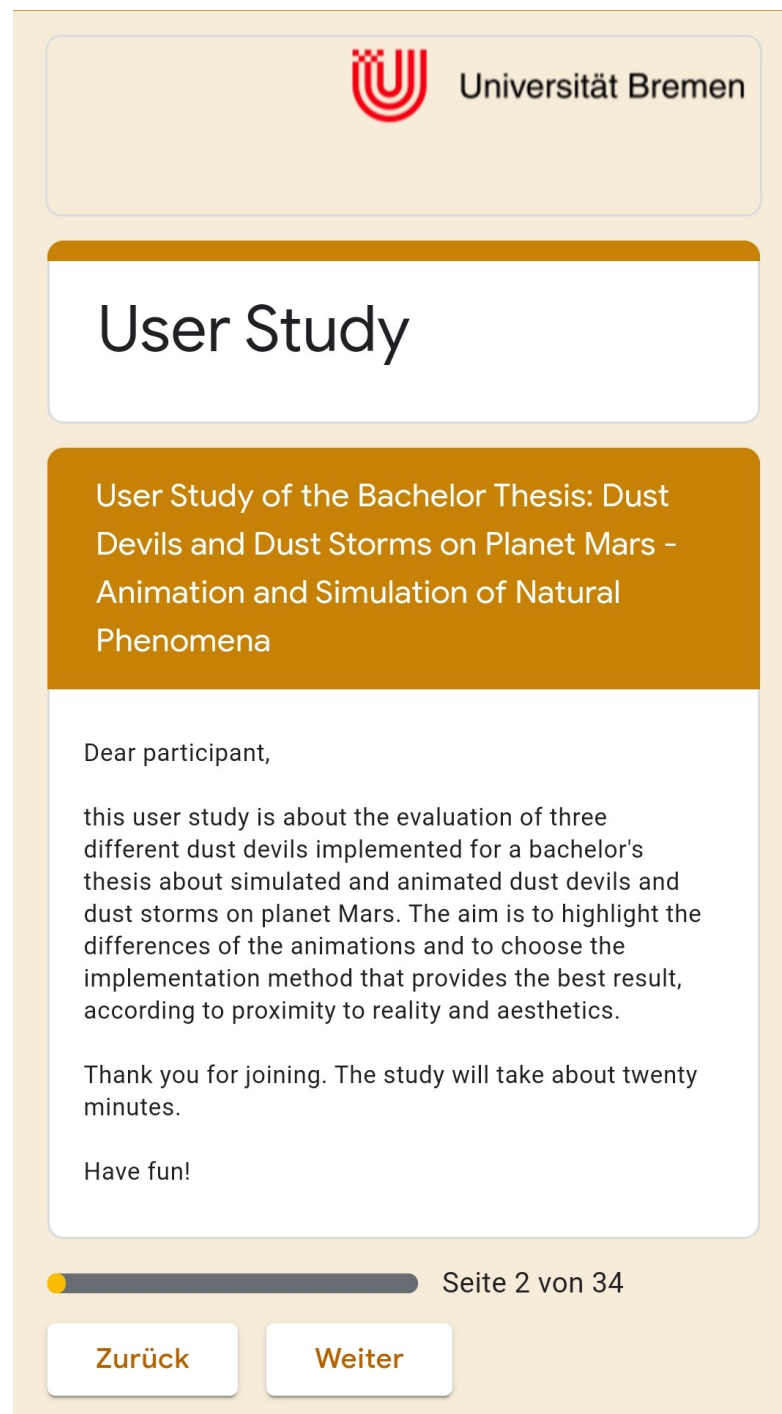 Universität Bremen
User Study
User Study of the Bachelor Thesis: Dust
Devils and Dust Storms on Planet Mars -
Animation and Simulation of Natural
Phenomena
Dear participant,
this user study is about the evaluation of three
different dust devils implemented for a bachelor's
thesis about simulated and animated dust devils and
dust storms on planet Mars. The aim is to highlight the
differences of the animations and to choose the
implementation method that provides the best result,
according to proximity to reality and aesthetics.
Thank you for joining. The study will take about twenty
minutes.
Have fun!
Seite 2 von 34
Zurück Weiter